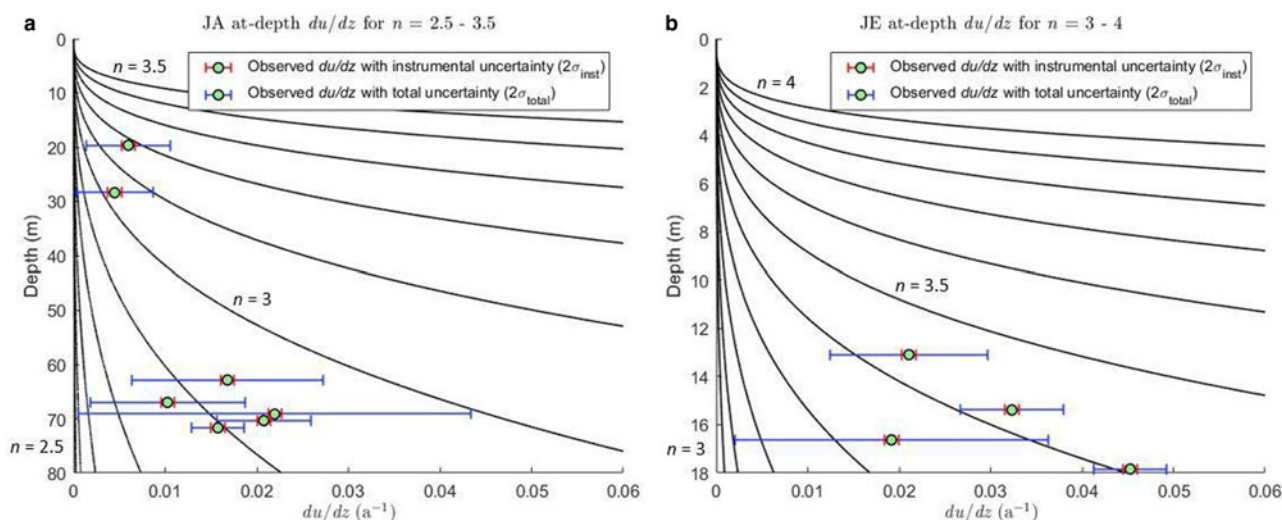 a
JA at-depth du/dz for n = 2.5 - 3.5
Observed du/dz with instrumental uncertainty (2σinst)
Observed du/dz with total uncertainty (2σtotal)
n = 3.5
n = 3
n = 2.5
Depth (m)
0
10
20
30
40
50
60
70
80
0 0.01 0.02 0.03 0.04 0.05 0.06
du/dz (a⁻¹)
b
JE at-depth du/dz for n = 3 - 4
Observed du/dz with instrumental uncertainty (2σinst)
Observed du/dz with total uncertainty (2σtotal)
n = 4
n = 3.5
n = 3
Depth (m)
0
2
4
6
8
10
12
14
16
18
0 0.01 0.02 0.03 0.04 0.05 0.06
du/dz (a⁻¹)